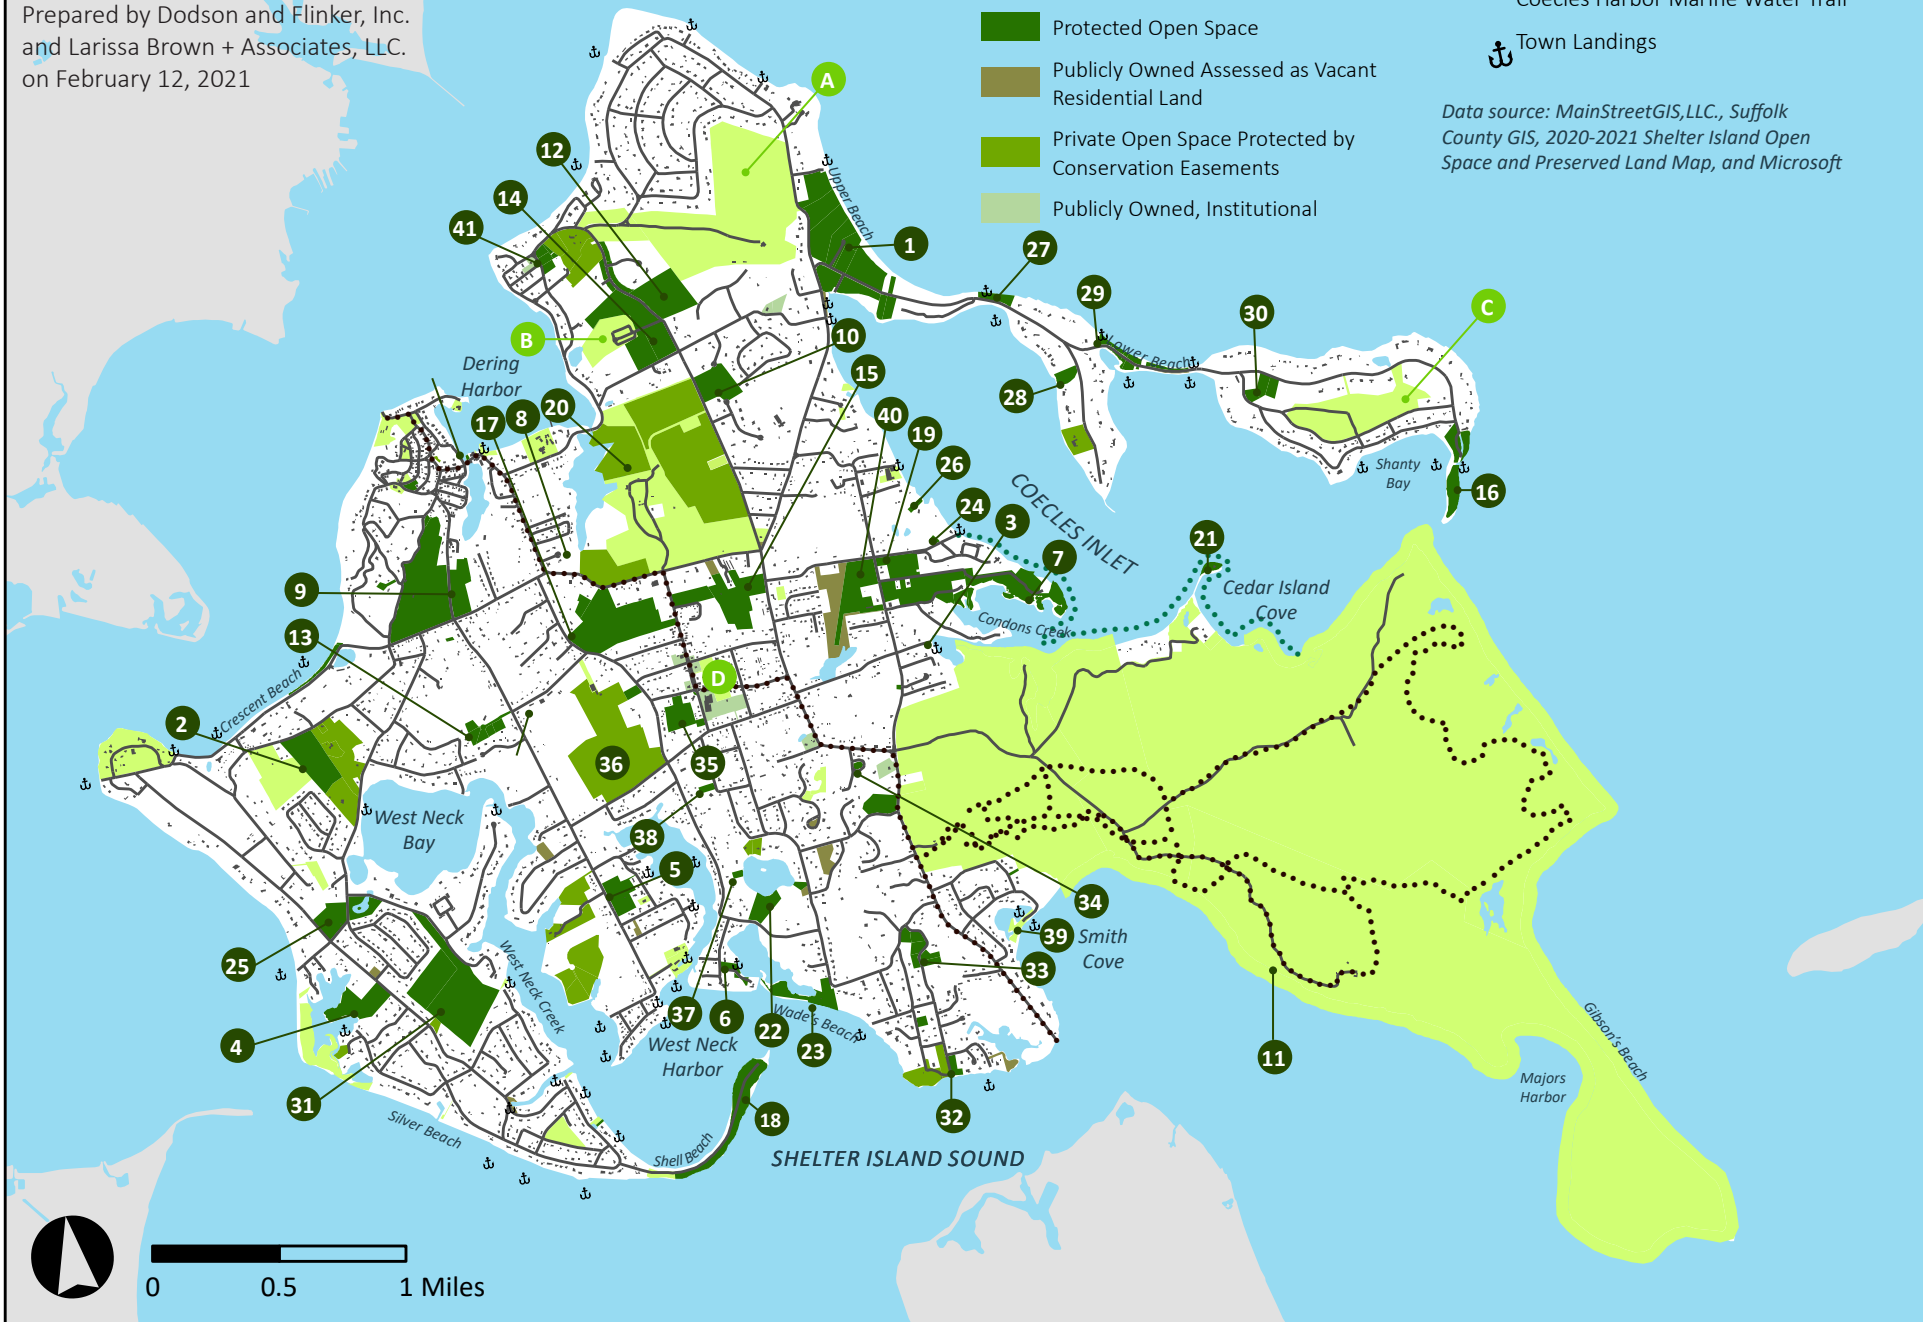 Prepared by Dodson and Flinker, Inc.
and Larissa Brown + Associates, LLC.
on February 12, 2021
Protected Open Space
Publicly Owned Assessed as Vacant
Residential Land
Private Open Space Protected by
Conservation Easements
Publicly Owned, Institutional
Coecles Harbor Marine Water Trail
Town Landings
Data source: MainStreetGIS,LLC., Suffolk
County GIS, 2020-2021 Shelter Island Open
Space and Preserved Land Map, and Microsoft
A
12
14
41
Upper Beach
1
27
29
30
C
B
10
Lower Beach
Dering
Harbor
15
28
17
8
20
40
19
26
Shanty
Bay
16
24
3
COECLES INLET
7
21
9
Cedar Island
Cove
13
Condons Creek
D
Crescent Beach
2
36
35
West Neck
Bay
38
5
34
25
39
Smith
Cove
33
West Neck Creek
4
37
6
22
Wade's Beach
23
West Neck
Harbor
11
Gibson's Beach
Majors
Harbor
31
Silver Beach
18
32
Shell Beach
SHELTER ISLAND SOUND
0
0.5
1 Miles